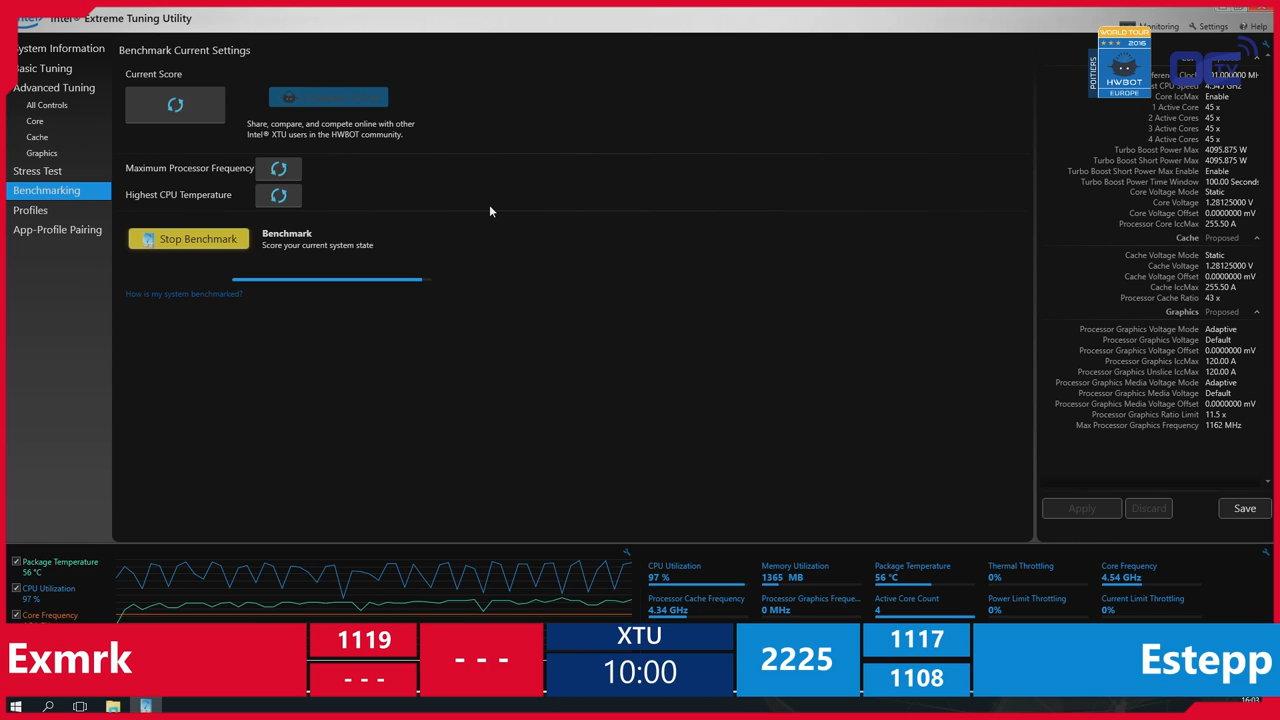 Extreme Tuning Utility
Monitoring
Settings
Help
System Information
Basic Tuning
Advanced Tuning
All Controls
Core
Cache
Graphics
Stress Test
Benchmarking
Profiles
App-Profile Pairing
Benchmark Current Settings
Current Score
Share, compare, and compete online with other
Intel® XTU users in the HWBOT community.
Maximum Processor Frequency
Highest CPU Temperature
Stop Benchmark
Benchmark
Score your current system state
How is my system benchmarked?
WORLD TOUR
2016
POITIERS
HWBOT
EUROPE
Core IccMax Enable
1 Active Cores 45 x
2 Active Cores 45 x
3 Active Cores 45 x
4 Active Cores 45 x
Turbo Boost Power Max 4095.875 W
Turbo Boost Short Power Max 4095.875 W
Turbo Boost Short Power Max Enable Enable
Turbo Boost Power Time Window 100.00 Seconds
Core Voltage Mode Static
Core Voltage 1.28125000 V
Core Voltage Offset 0.0000000 mV
Processor Core IccMax 255.50 A
Cache Proposed
Cache Voltage Mode Static
Cache Voltage 1.28125000 V
Cache Voltage Offset 0.0000000 mV
Cache IccMax 255.50 A
Processor Cache Ratio 43 x
Graphics Proposed
Processor Graphics Voltage Mode Adaptive
Processor Graphics Voltage Default
Processor Graphics Voltage Offset 0.0000000 mV
Processor Graphics IccMax 120.00 A
Processor Graphics Unslice IccMax 120.00 A
Processor Graphics Media Voltage Mode Adaptive
Processor Graphics Media Voltage Default
Processor Graphics Media Voltage Offset 0.0000000 mV
Processor Graphics Ratio Limit 11.5 x
Max Processor Graphics Frequency 1162 MHz
Apply
Discard
Save
Package Temperature
56 °C
CPU Utilization
97 %
Core Frequency
CPU Utilization
97 %
Memory Utilization
1365 MB
Package Temperature
56 °C
Thermal Throttling
0%
Core Frequency
4.54 GHz
Processor Cache Frequency
4.34 GHz
Processor Graphics Freque...
0 MHz
Active Core Count
4
Power Limit Throttling
0%
Current Limit Throttling
0%
Exmrk
1119
- - -
- - -
XTU
10:00
2225
1117
1108
Estepp